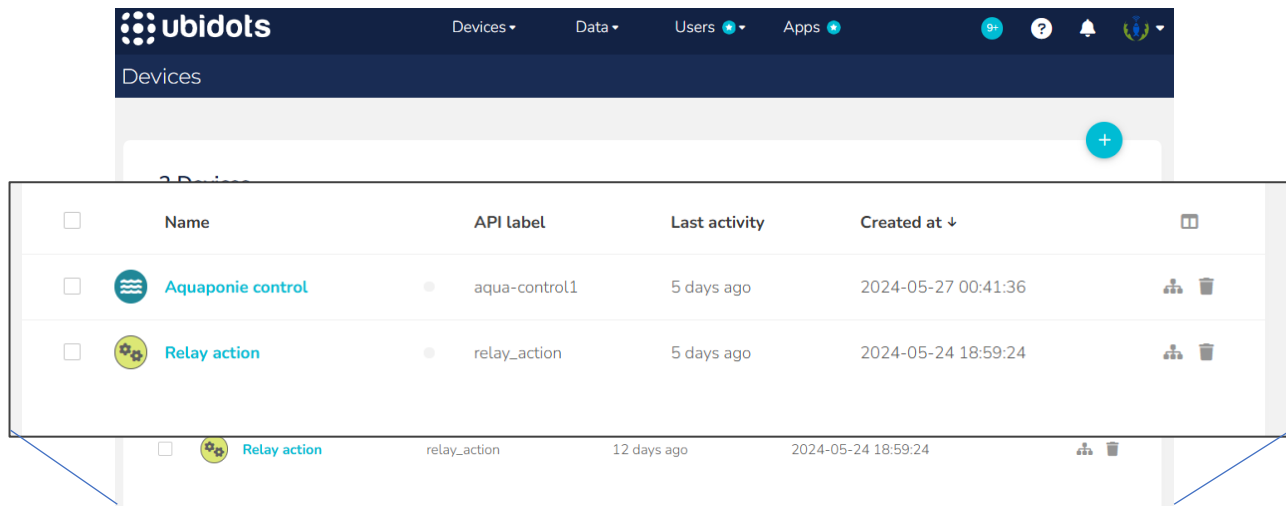 ubidots Devices Data Users Apps 9+ ?
Devices
+
2 Devices
Name API label Last activity Created at ↓
Aquaponie control aqua-control1 5 days ago 2024-05-27 00:41:36
Relay action relay_action 5 days ago 2024-05-24 18:59:24
Relay action relay_action 12 days ago 2024-05-24 18:59:24